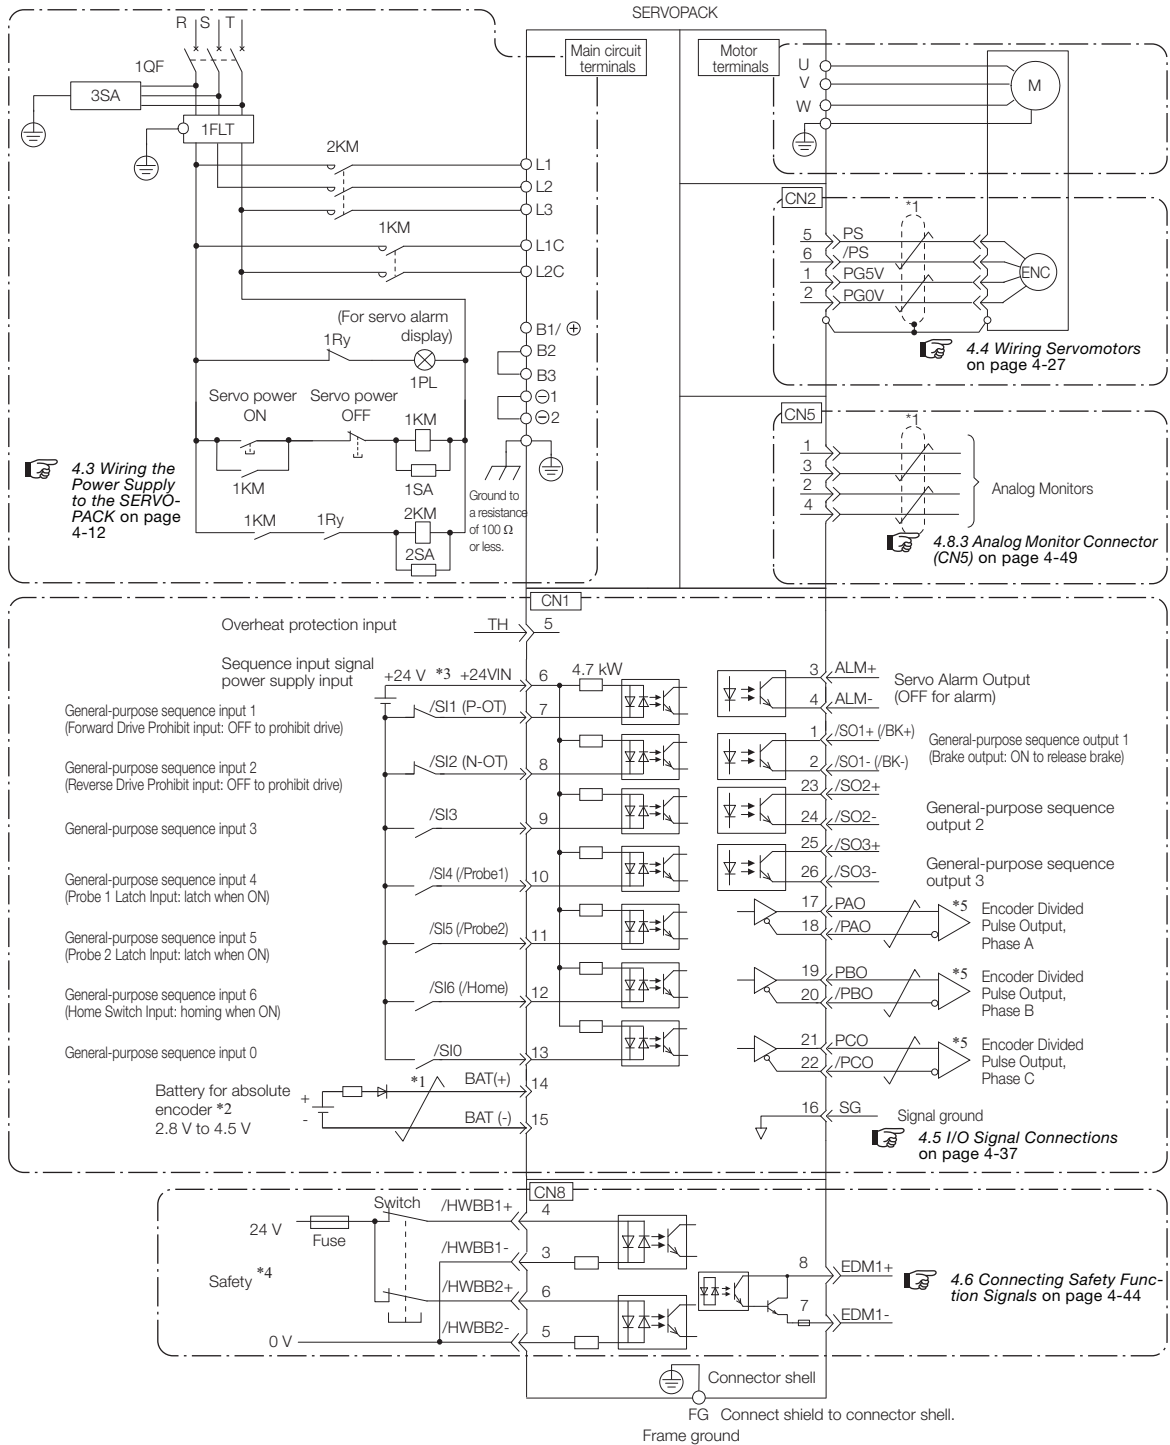 SERVOPACK
R S T
Main circuit
terminals
Motor
terminals
1QF
3SA
1FLT
U
V
W
M
2KM
L1
L2
L3
1KM
L1C
L2C
CN2
*1
5 PS
6 /PS
1 PG5V
2 PG0V
ENC
4.4 Wiring Servomotors
on page 4-27
(For servo alarm
display)
1Ry
1PL
B1/ ⊕
B2
B3
⊖1
⊖2
Servo power
ON
Servo power
OFF
1KM
1KM
1SA
4.3 Wiring the
Power Supply
to the SERVO-
PACK on page
4-12
1KM
1Ry
2KM
2SA
Ground to
a resistance
of 100 Ω
or less.
CN5
*1
1
3
2
4
Analog Monitors
4.8.3 Analog Monitor Connector
(CN5) on page 4-49
CN1
Overheat protection input
TH 5
Sequence input signal
power supply input
+24 V *3 +24VIN 6
4.7 kW
General-purpose sequence input 1
(Forward Drive Prohibit input: OFF to prohibit drive)
/SI1 (P-OT) 7
General-purpose sequence input 2
(Reverse Drive Prohibit input: OFF to prohibit drive)
/SI2 (N-OT) 8
General-purpose sequence input 3
/SI3 9
General-purpose sequence input 4
(Probe 1 Latch Input: latch when ON)
/SI4 (/Probe1) 10
General-purpose sequence input 5
(Probe 2 Latch Input: latch when ON)
/SI5 (/Probe2) 11
General-purpose sequence input 6
(Home Switch Input: homing when ON)
/SI6 (/Home) 12
General-purpose sequence input 0
/SI0 13
Battery for absolute
encoder *2
2.8 V to 4.5 V
+
-
*1
BAT(+) 14
BAT (-) 15
3 ALM+
4 ALM-
Servo Alarm Output
(OFF for alarm)
1 /SO1+ (/BK+)
2 /SO1- (/BK-)
General-purpose sequence output 1
(Brake output: ON to release brake)
23 /SO2+
24 /SO2-
General-purpose sequence
output 2
25 /SO3+
26 /SO3-
General-purpose sequence
output 3
17 PAO
18 /PAO
*5
Encoder Divided
Pulse Output,
Phase A
19 PBO
20 /PBO
*5
Encoder Divided
Pulse Output,
Phase B
21 PCO
22 /PCO
*5
Encoder Divided
Pulse Output,
Phase C
16 SG
Signal ground
4.5 I/O Signal Connections
on page 4-37
CN8
24 V
Fuse
Switch
Safety *4
0 V
/HWBB1+ 4
/HWBB1- 3
/HWBB2+ 6
/HWBB2- 5
8 EDM1+
7 EDM1-
4.6 Connecting Safety Func-
tion Signals on page 4-44
Connector shell
FG Connect shield to connector shell.
Frame ground